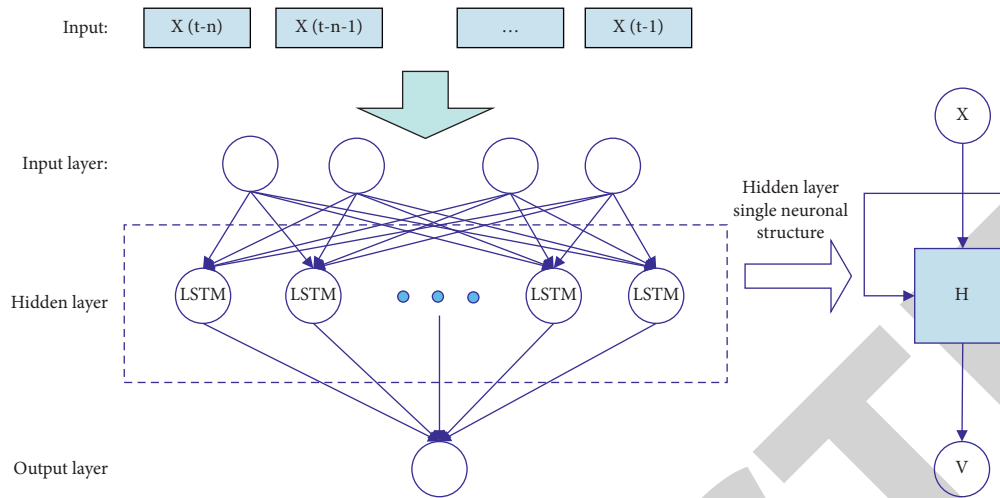 Input:
X (t-n)
X (t-n-1)
...
X (t-1)
Input layer:
Hidden layer
single neuronal
structure
X
Hidden layer
LSTM
LSTM
LSTM
LSTM
H
Output layer
V